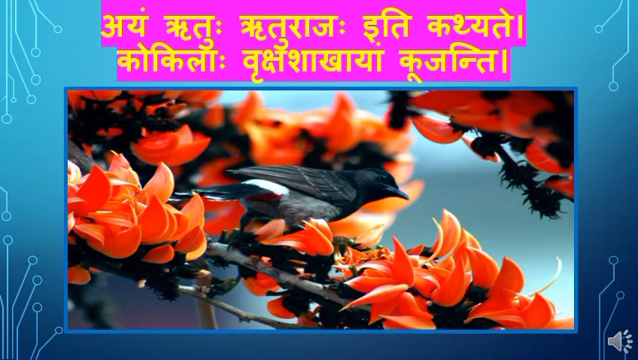 अयं ऋतुः ऋतुराजः इति कथ्यते।
कोकिलाः वृक्षशाखायां कूजन्ति।